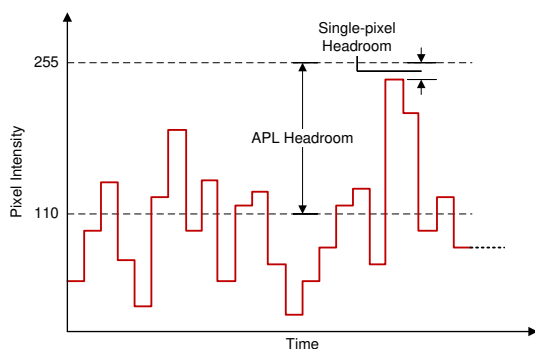 Single-pixel
Headroom
255
APL Headroom
110
Pixel Intensity
Time